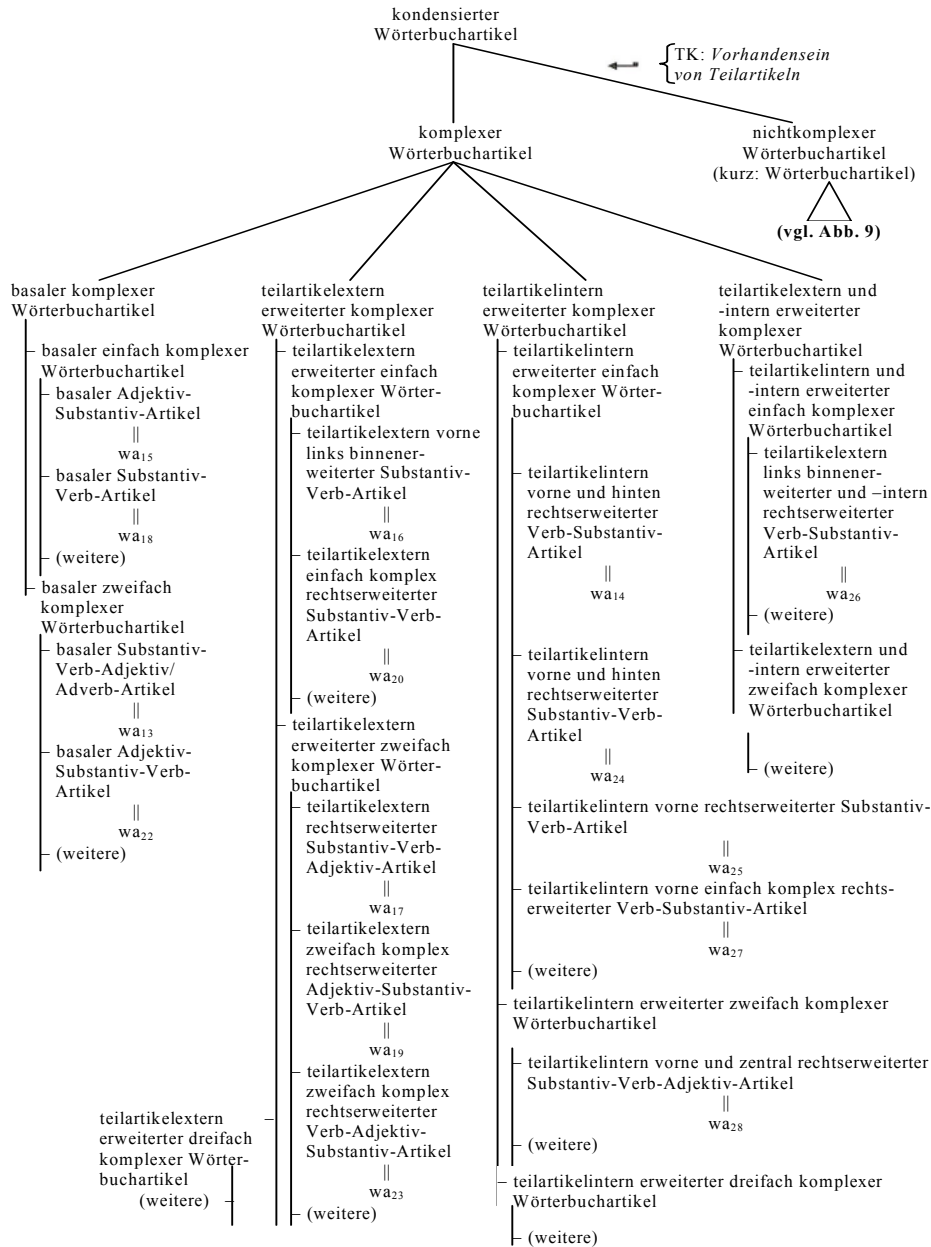 kondensierter
Wörterbuchartikel
TK: Vorhandensein
von Teilartikeln
komplexer
Wörterbuchartikel
nichtkomplexer
Wörterbuchartikel
(kurz: Wörterbuchartikel)
(vgl. Abb. 9)
basaler komplexer
Wörterbuchartikel
basaler einfach komplexer
Wörterbuchartikel
basaler Adjektiv-
Substantiv-Artikel
||
wa15
basaler Substantiv-
Verb-Artikel
||
wa18
(weitere)
basaler zweifach
komplexer
Wörterbuchartikel
basaler Substantiv-
Verb-Adjektiv/
Adverb-Artikel
||
wa13
basaler Adjektiv-
Substantiv-Verb-
Artikel
||
wa22
(weitere)
teilartikelextern
erweiterter komplexer
Wörterbuchartikel
teilartikelextern
erweiterter einfach
komplexer Wörter-
buchartikel
teilartikelextern vorne
links binnener-
weiterter Substantiv-
Verb-Artikel
||
wa16
teilartikelextern
einfach komplex
rechtserweiterter
Substantiv-Verb-
Artikel
||
wa20
(weitere)
teilartikelextern
erweiterter zweifach
komplexer Wörter-
buchartikel
teilartikelextern
rechtserweiterter
Substantiv-Verb-
Adjektiv-Artikel
||
wa17
teilartikelextern
zweifach komplex
rechtserweiterter
Adjektiv-Substantiv-
Verb-Artikel
||
wa19
teilartikelextern
zweifach komplex
rechtserweiterter
Verb-Adjektiv-
Substantiv-Artikel
||
wa23
(weitere)
teilartikelextern
erweiterter dreifach
komplexer Wörter-
buchartikel
(weitere)
teilartikelintern
erweiterter komplexer
Wörterbuchartikel
teilartikelintern
erweiterter einfach
komplexer Wörter-
buchartikel
teilartikelintern
vorne und hinten
rechtserweiterter
Verb-Substantiv-
Artikel
||
wa14
teilartikelintern
vorne und hinten
rechtserweiterter
Substantiv-Verb-
Artikel
||
wa24
teilartikelintern vorne rechtserweiterter Substantiv-
Verb-Artikel
||
wa25
teilartikelintern vorne einfach komplex rechts-
erweiterter Verb-Substantiv-Artikel
||
wa27
(weitere)
teilartikelintern erweiterter zweifach komplexer
Wörterbuchartikel
teilartikelintern vorne und zentral rechtserweiterter
Substantiv-Verb-Adjektiv-Artikel
||
wa28
(weitere)
teilartikelintern erweiterter dreifach komplexer
Wörterbuchartikel
(weitere)
teilartikelextern und
-intern erweiterter
komplexer
Wörterbuchartikel
teilartikelintern und
-intern erweiterter
einfach komplexer
Wörterbuchartikel
teilartikelextern
links binnener-
weiterter und –intern
rechtserweiterter
Verb-Substantiv-
Artikel
||
wa26
(weitere)
teilartikelextern und
-intern erweiterter
zweifach komplexer
Wörterbuchartikel
(weitere)